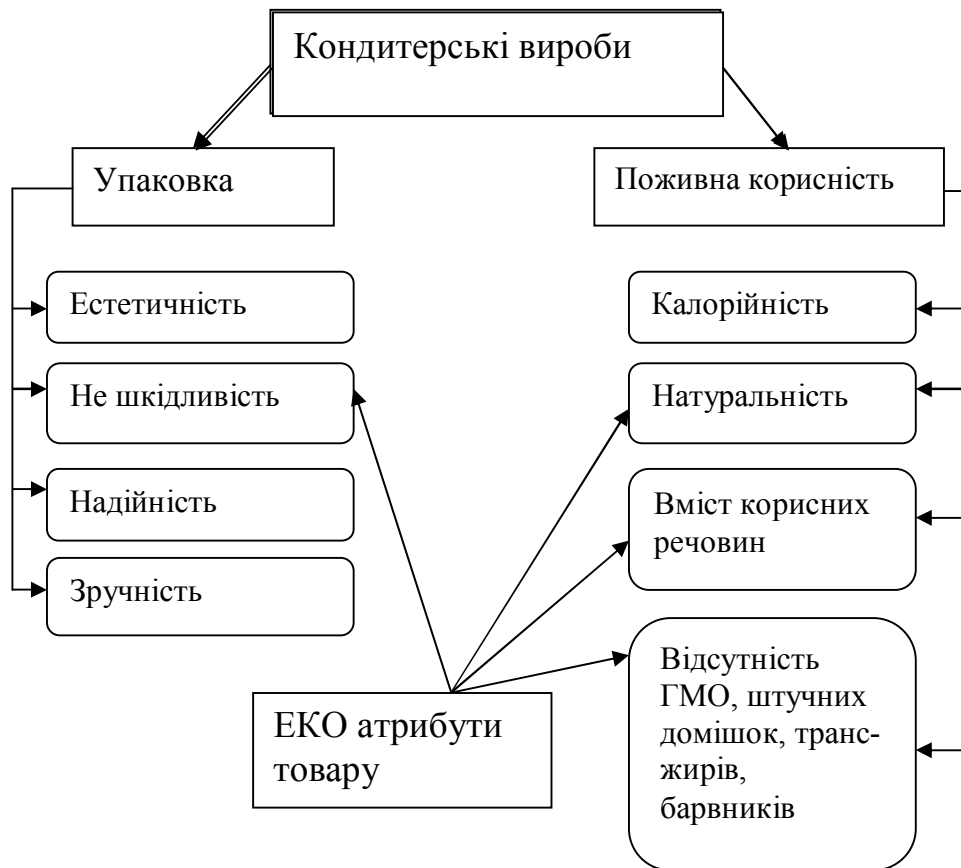 Кондитерські вироби
Упаковка
Поживна корисність
Естетичність
Не шкідливість
Надійність
Зручність
Калорійність
Натуральність
Вміст корисних
речовин
Відсутність
ГМО, штучних
домішок, транс-
жирів,
барвників
ЕКО атрибути
товару